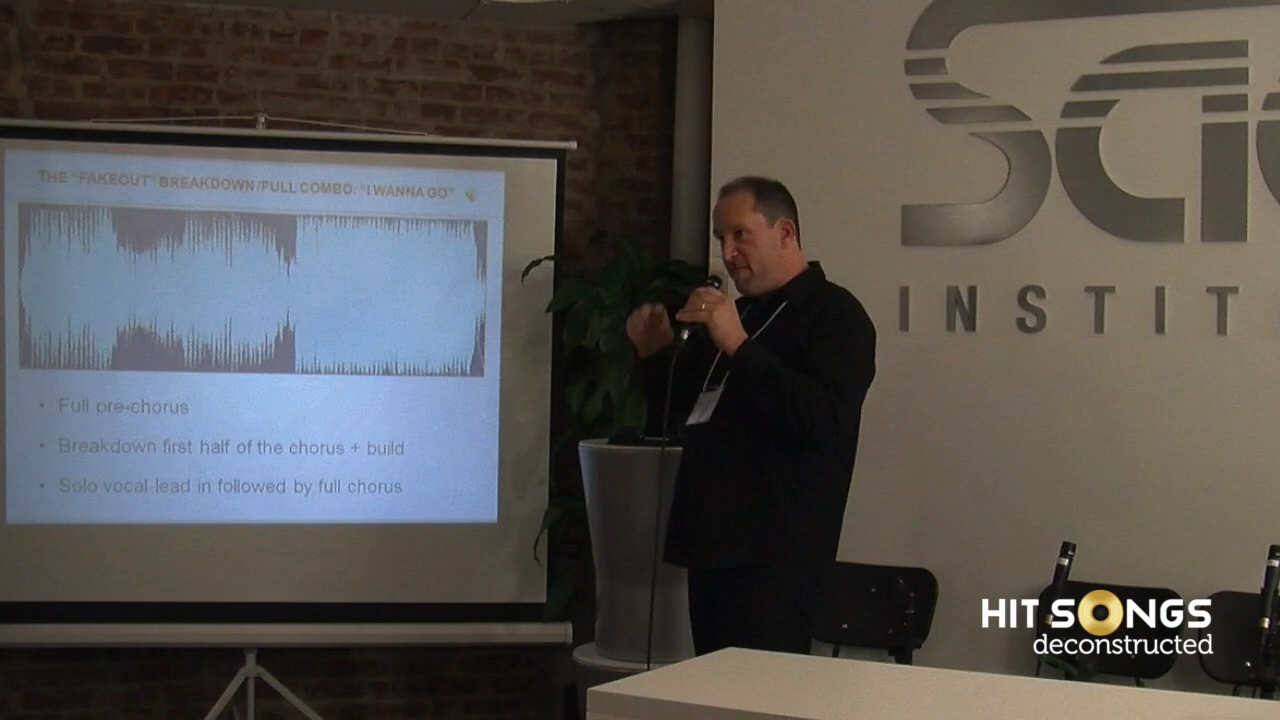 THE "FAKEOUT" BREAKDOWN/FULL COMBO: "I WANNA GO"
• Full pre-chorus
• Breakdown first half of the chorus + build
• Solo vocal lead in followed by full chorus
SAE
INSTIT
HIT SONGS
deconstructed